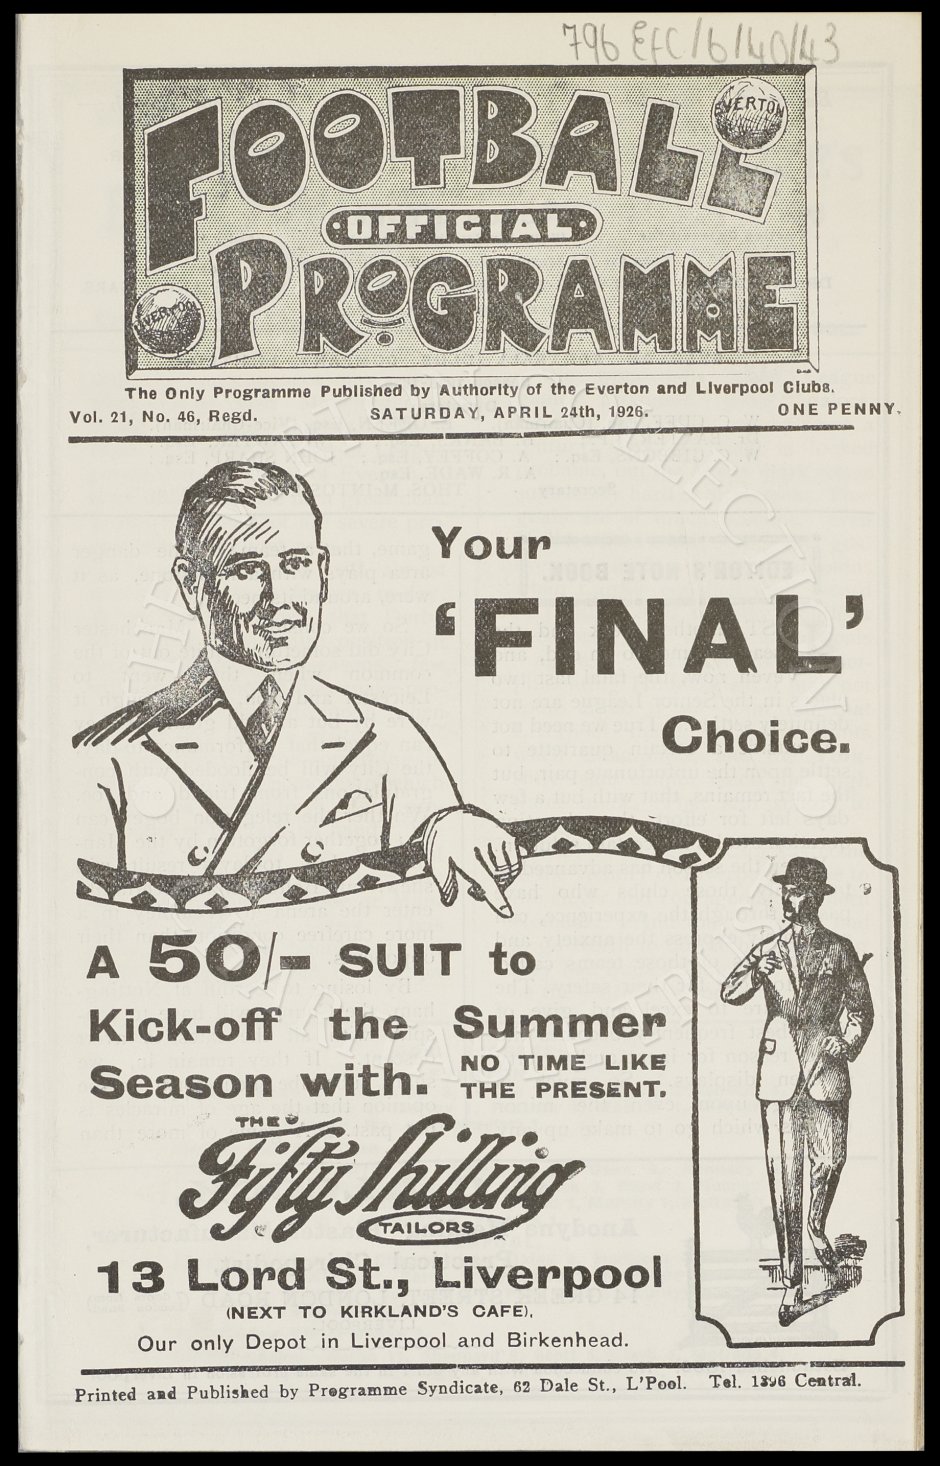 796 EFC/6/40/43
FOOTBALL
EVERTON
·OFFICIAL·
PROGRAMME
LIVERPOOL
The Only Programme Published by Authority of the Everton and Liverpool Clubs.
Vol. 21, No. 46, Regd. SATURDAY, APRIL 24th, 1926. ONE PENNY.
Your
'FINAL'
Choice.
A 50/- SUIT to
Kick-off the Summer
Season with. NO TIME LIKE
THE PRESENT.
THE
Fifty Shilling
TAILORS
13 Lord St., Liverpool
(NEXT TO KIRKLAND'S CAFE),
Our only Depot in Liverpool and Birkenhead.
Printed and Published by Programme Syndicate, 62 Dale St., L'Pool. Tel. Central.